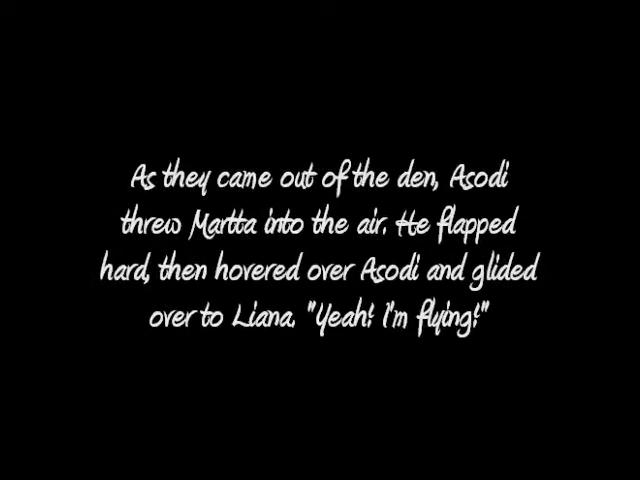 As they came out of the den, Asodi
threw Martta into the air. He flapped
hard, then hovered over Asodi and glided
over to Liana. "Yeah! I'm flying!"